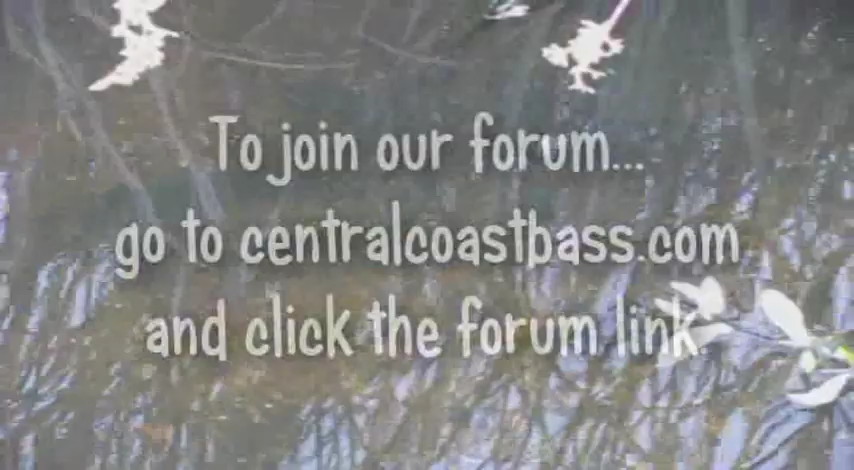 To join our forum...
go to centralcoastbass.com
and click the forum link.